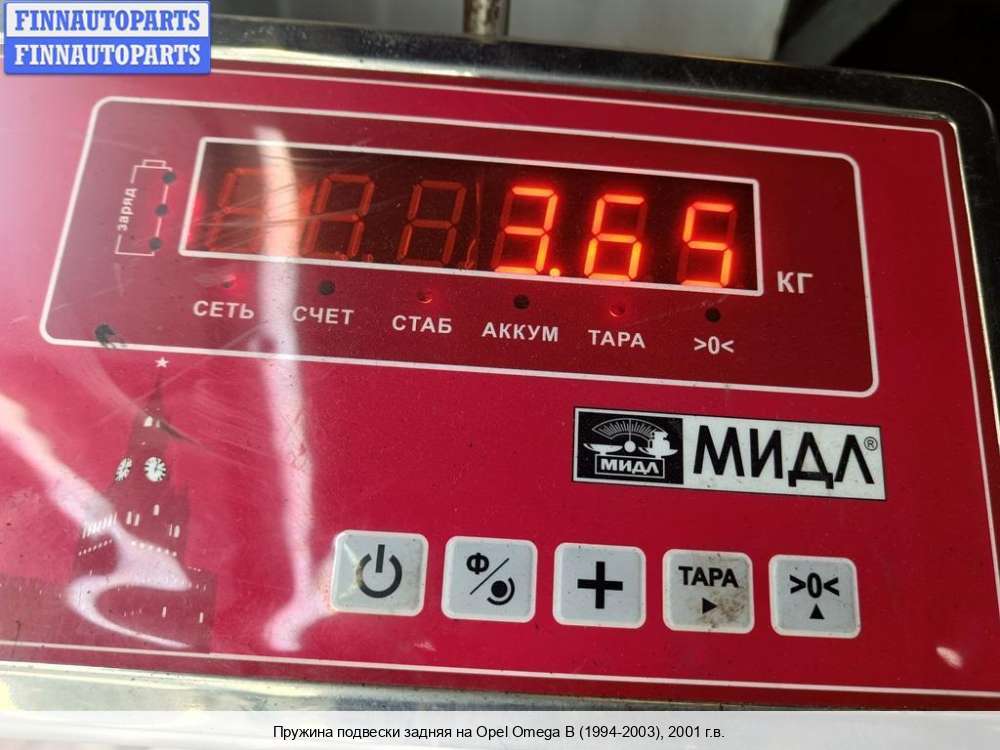 FINNAUTOPARTS
FINNAUTOPARTS
заряд
3.65
КГ
СЕТЬ СЧЕТ СТАБ АККУМ ТАРА >0<
МИДЛ МИДЛ®
Ф ТАРА >0<
Пружина подвески задняя на Opel Omega B (1994-2003), 2001 г.в.